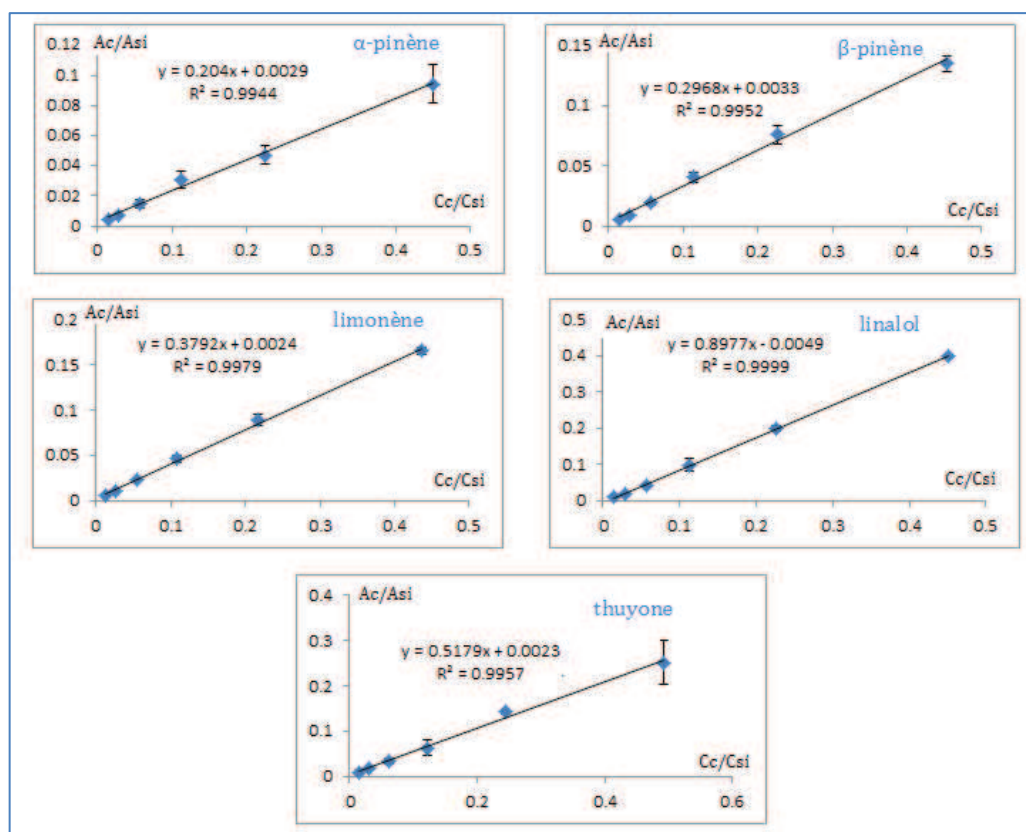 Ac/Asi
α-pinène
0.12
0.1
0.08
0.06
0.04
0.02
0
y = 0.204x + 0.0029
R² = 0.9944
Cc/Csi
0 0.1 0.2 0.3 0.4 0.5
Ac/Asi
β-pinène
0.15
0.1
0.05
0
y = 0.2968x + 0.0033
R² = 0.9952
Cc/Csi
0 0.1 0.2 0.3 0.4 0.5
Ac/Asi
limonène
0.2
0.15
0.1
0.05
0
y = 0.3792x + 0.0024
R² = 0.9979
Cc/Csi
0 0.1 0.2 0.3 0.4 0.5
Ac/Asi
linalol
0.5
0.4
0.3
0.2
0.1
0
y = 0.8977x - 0.0049
R² = 0.9999
Cc/Csi
0 0.1 0.2 0.3 0.4 0.5
Ac/Asi
thuyone
0.4
0.3
0.2
0.1
0
y = 0.5179x + 0.0023
R² = 0.9957
Cc/Csi
0 0.2 0.4 0.6